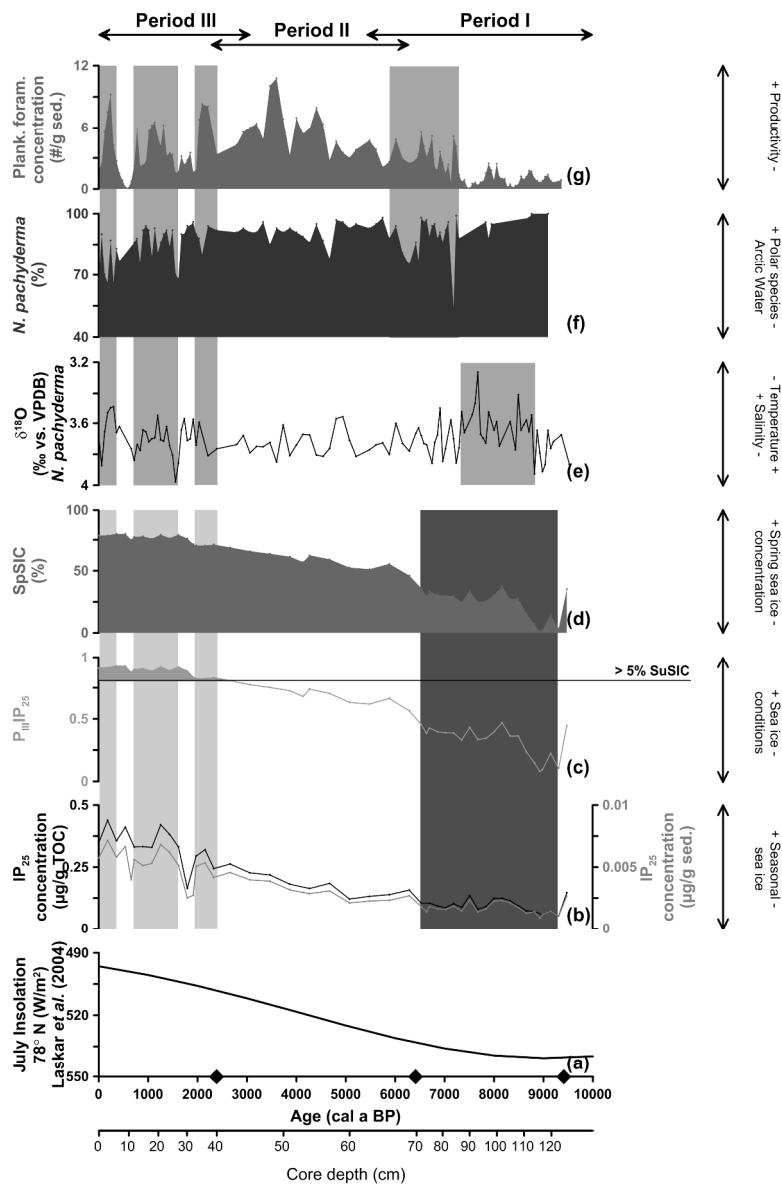 Period III
Period II
Period I
Plank. foram.
concentration
(#/g sed.)
12
6
0
(g)
+ Productivity -
N. pachyderma
(%)
100
70
40
(f)
+ Polar species -
Arctic Water
δ18O
(‰ vs. VPDB)
N. pachyderma
3.2
3.6
4
(e)
- Temperature +
+ Salinity -
SpSIC
(%)
100
50
0
(d)
+ Spring sea ice -
concentration
PIIIIP25
1
0.5
0
> 5% SuSIC
(c)
+ Sea ice -
conditions
IP25
concentration
(µg/g TOC)
0.5
0.25
0
(b)
0.01
0.005
0
IP25
concentration
(µg/g sed.)
+ Seasonal -
sea ice
July Insolation
78° N (W/m2)
Laskar et al. (2004)
490
520
550
(a)
0 1000 2000 3000 4000 5000 6000 7000 8000 9000 10000
Age (cal a BP)
0 10 20 30 40 50 60 70 80 90 100 110 120
Core depth (cm)